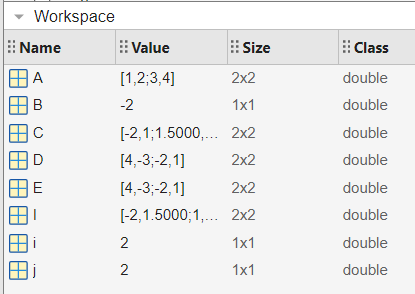 Workspace
Name Value Size Class
A [1,2;3,4] 2x2 double
B -2 1x1 double
C [-2,1;1.5000,... 2x2 double
D [4,-3;-2,1] 2x2 double
E [4,-3;-2,1] 2x2 double
I [-2,1.5000;1,... 2x2 double
i 2 1x1 double
j 2 1x1 double